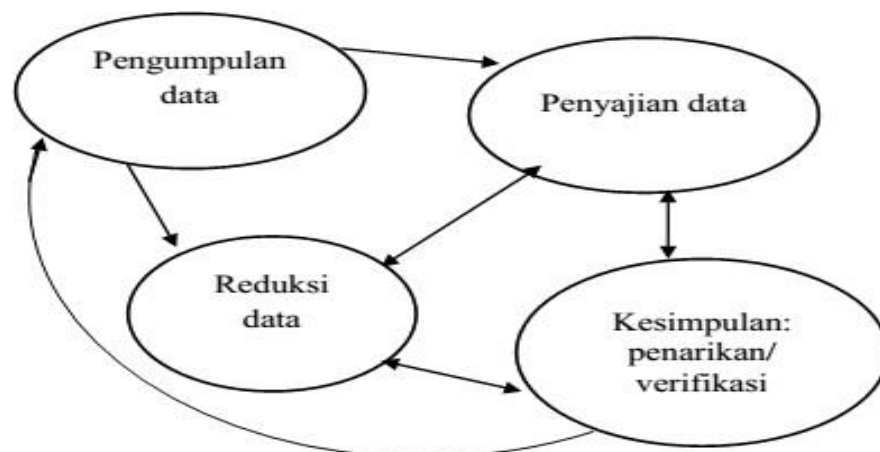 Pengumpulan
data
Penyajian data
Reduksi
data
Kesimpulan:
penarikan/
verifikasi